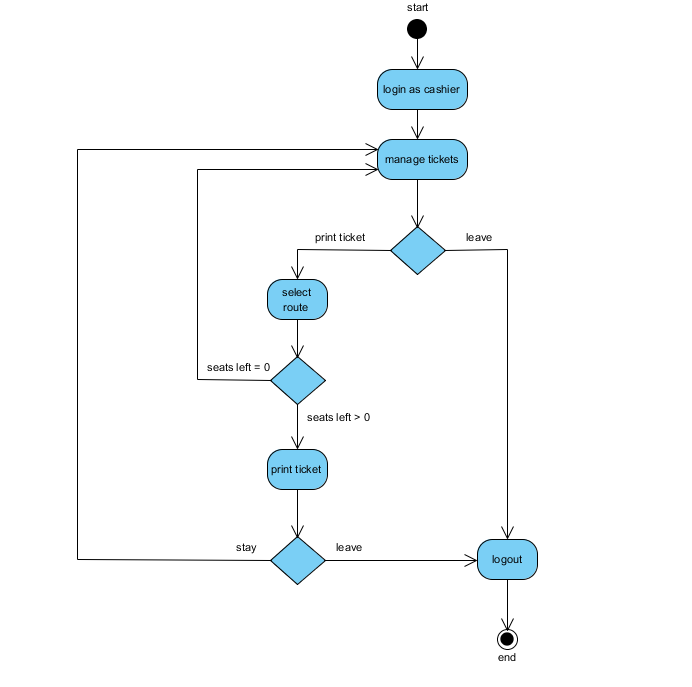 start
login as cashier
manage tickets
print ticket
leave
select
route
seats left = 0
seats left > 0
print ticket
stay
leave
logout
end